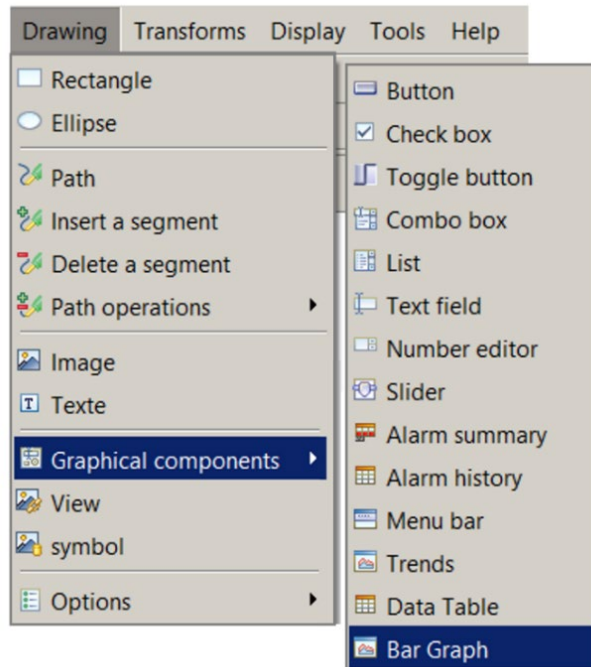 Drawing Transforms Display Tools Help
Rectangle
Ellipse
Path
Insert a segment
Delete a segment
Path operations
Image
Texte
Graphical components
View
symbol
Options
Button
Check box
Toggle button
Combo box
List
Text field
Number editor
Slider
Alarm summary
Alarm history
Menu bar
Trends
Data Table
Bar Graph